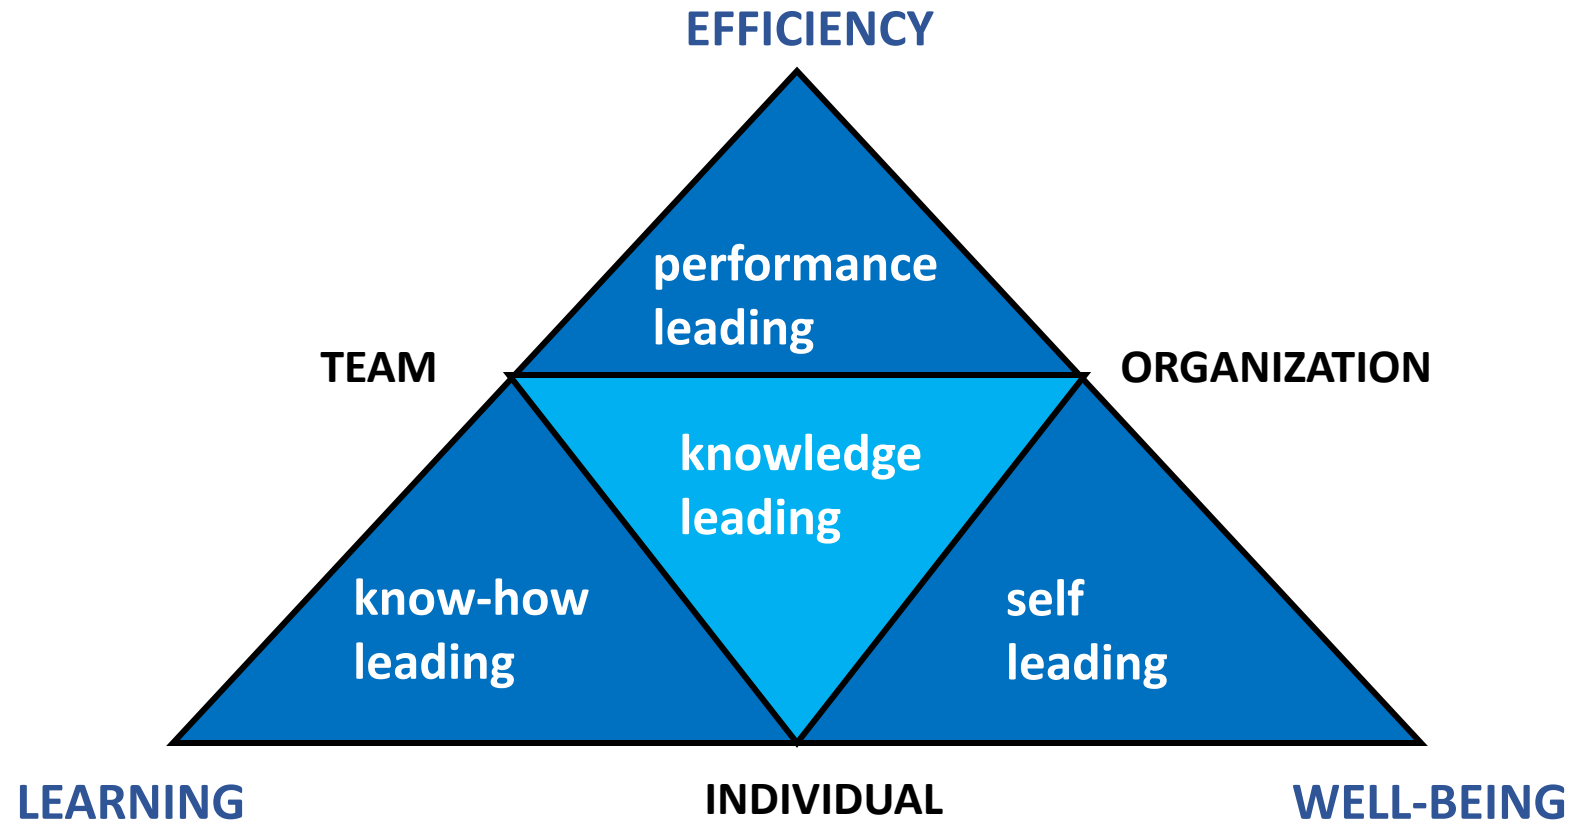 EFFICIENCY
performance
leading
TEAM
ORGANIZATION
knowledge
leading
know-how
leading
self
leading
LEARNING
INDIVIDUAL
WELL-BEING